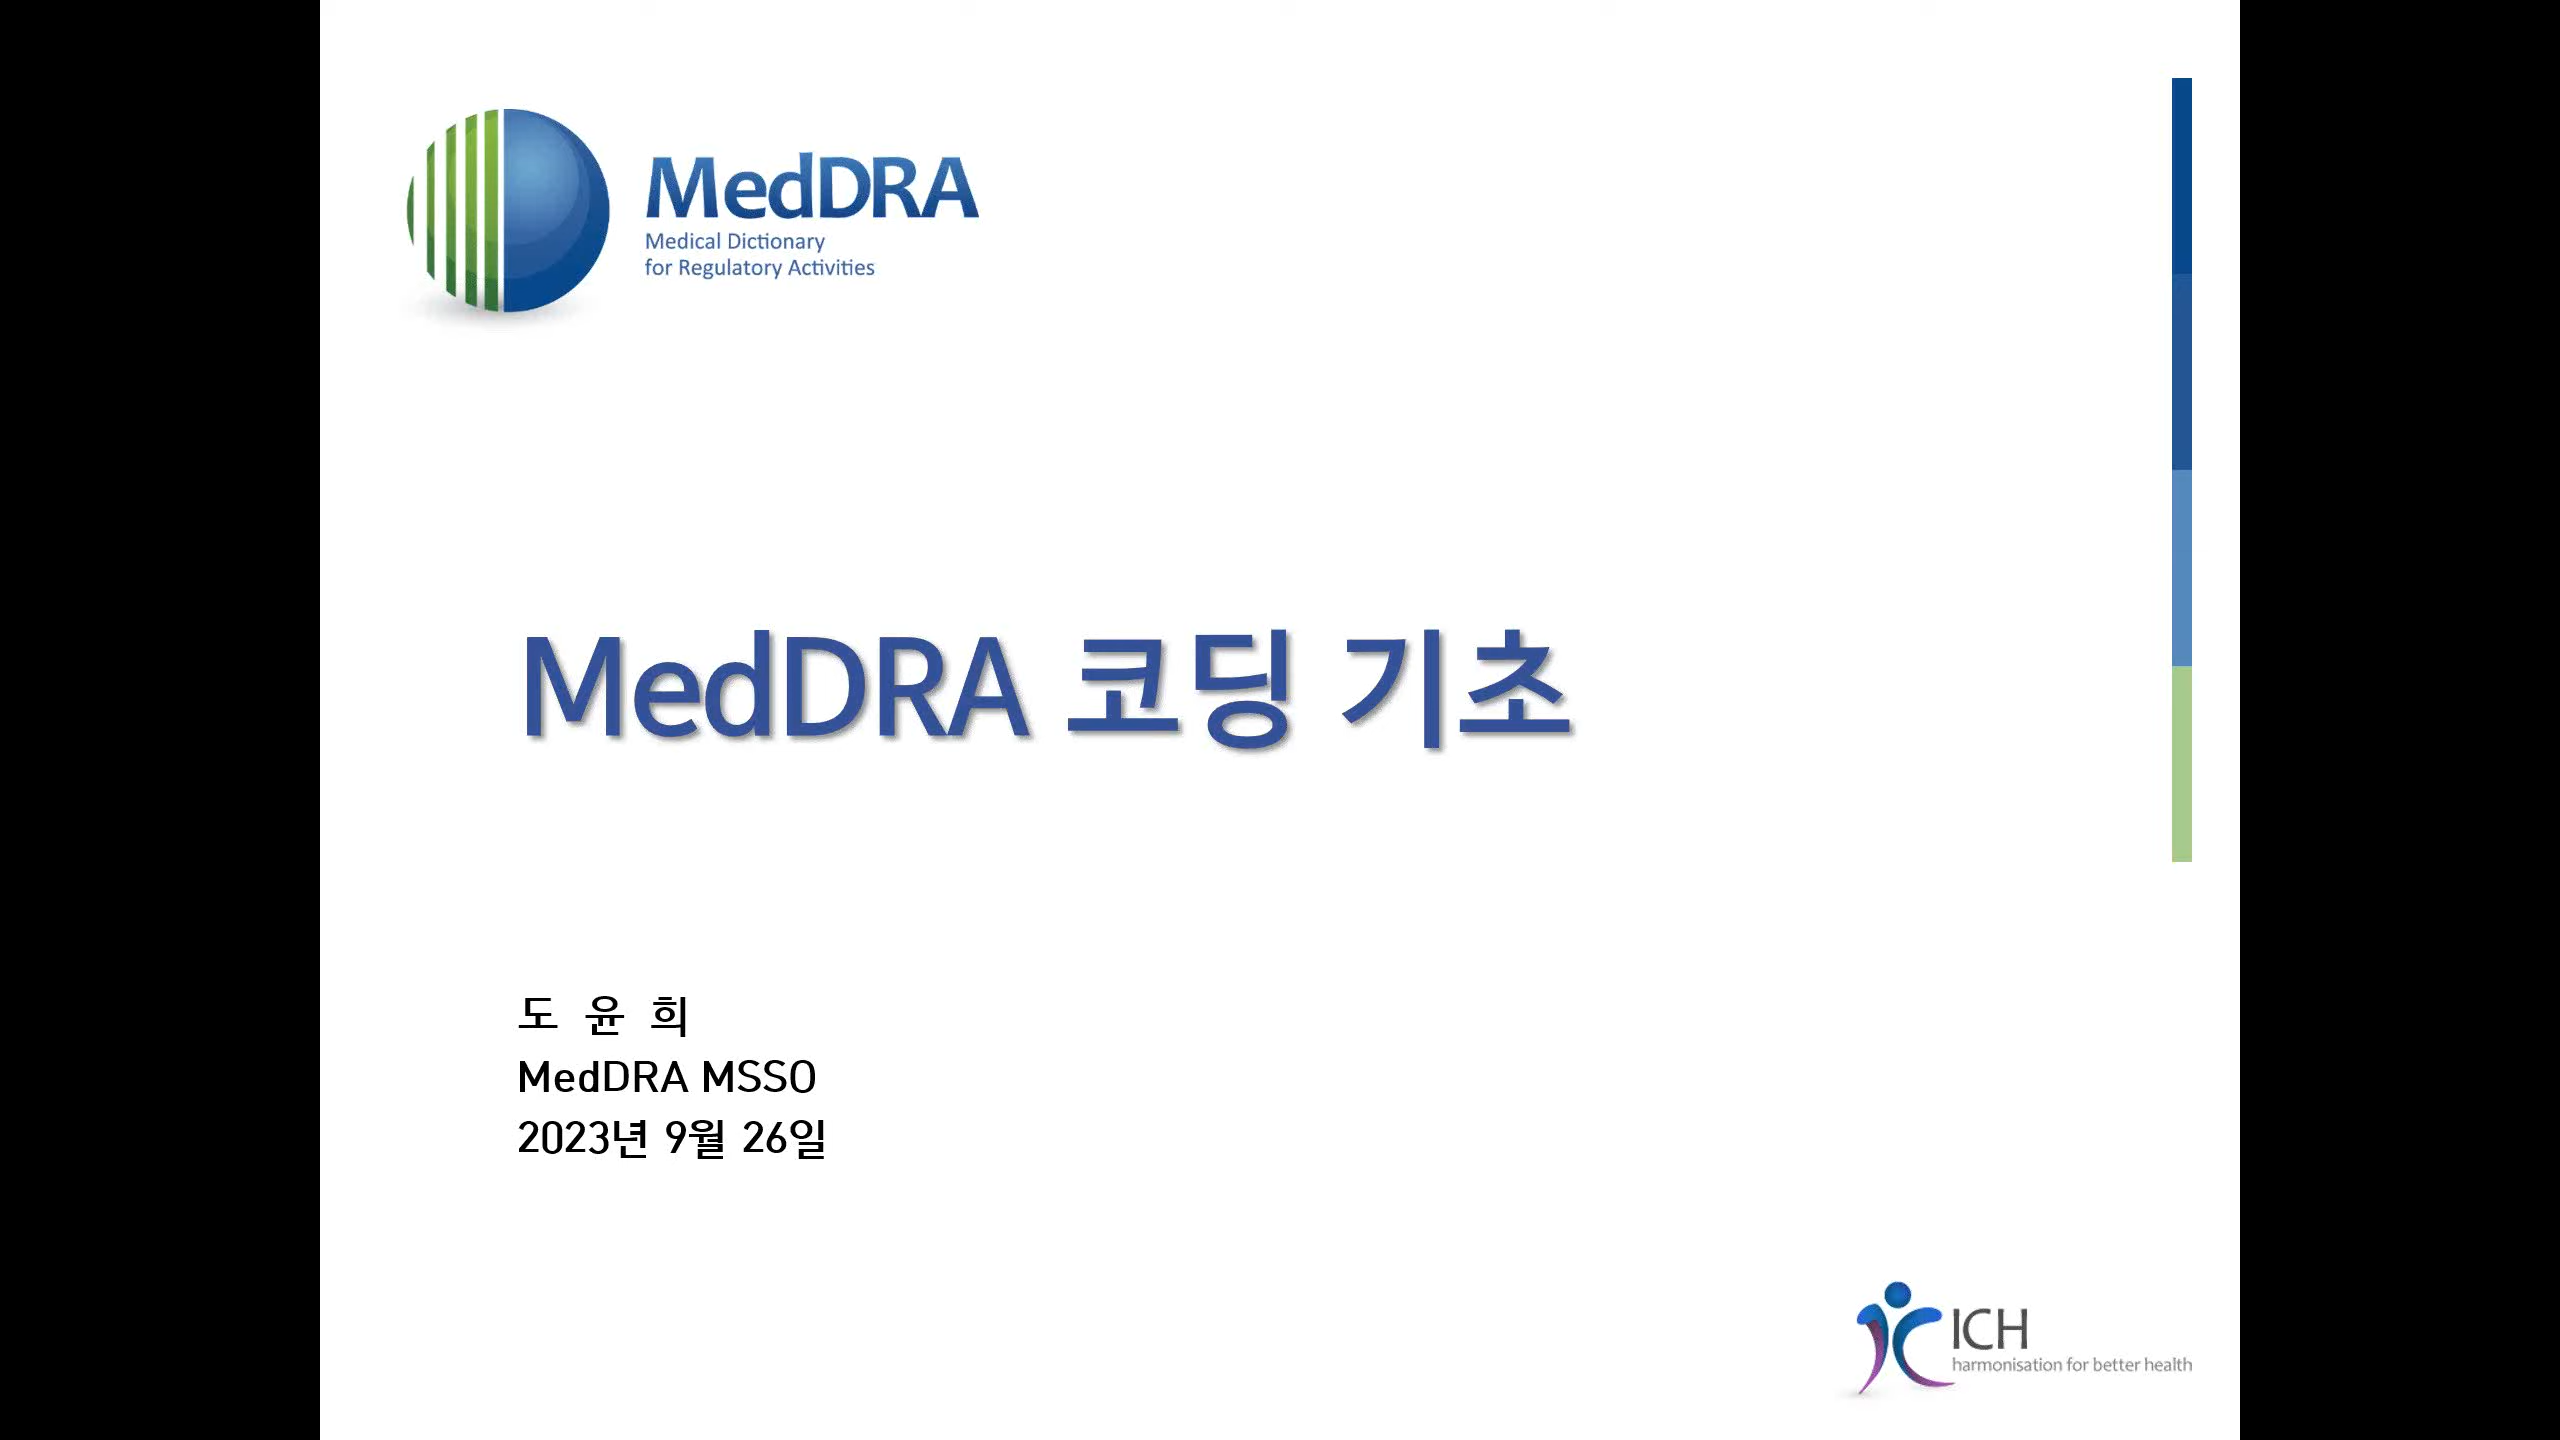 MedDRA
Medical Dictionary
for Regulatory Activities
MedDRA 코딩 기초
도 윤 희
MedDRA MSSO
2023년 9월 26일
ICH
harmonisation for better health